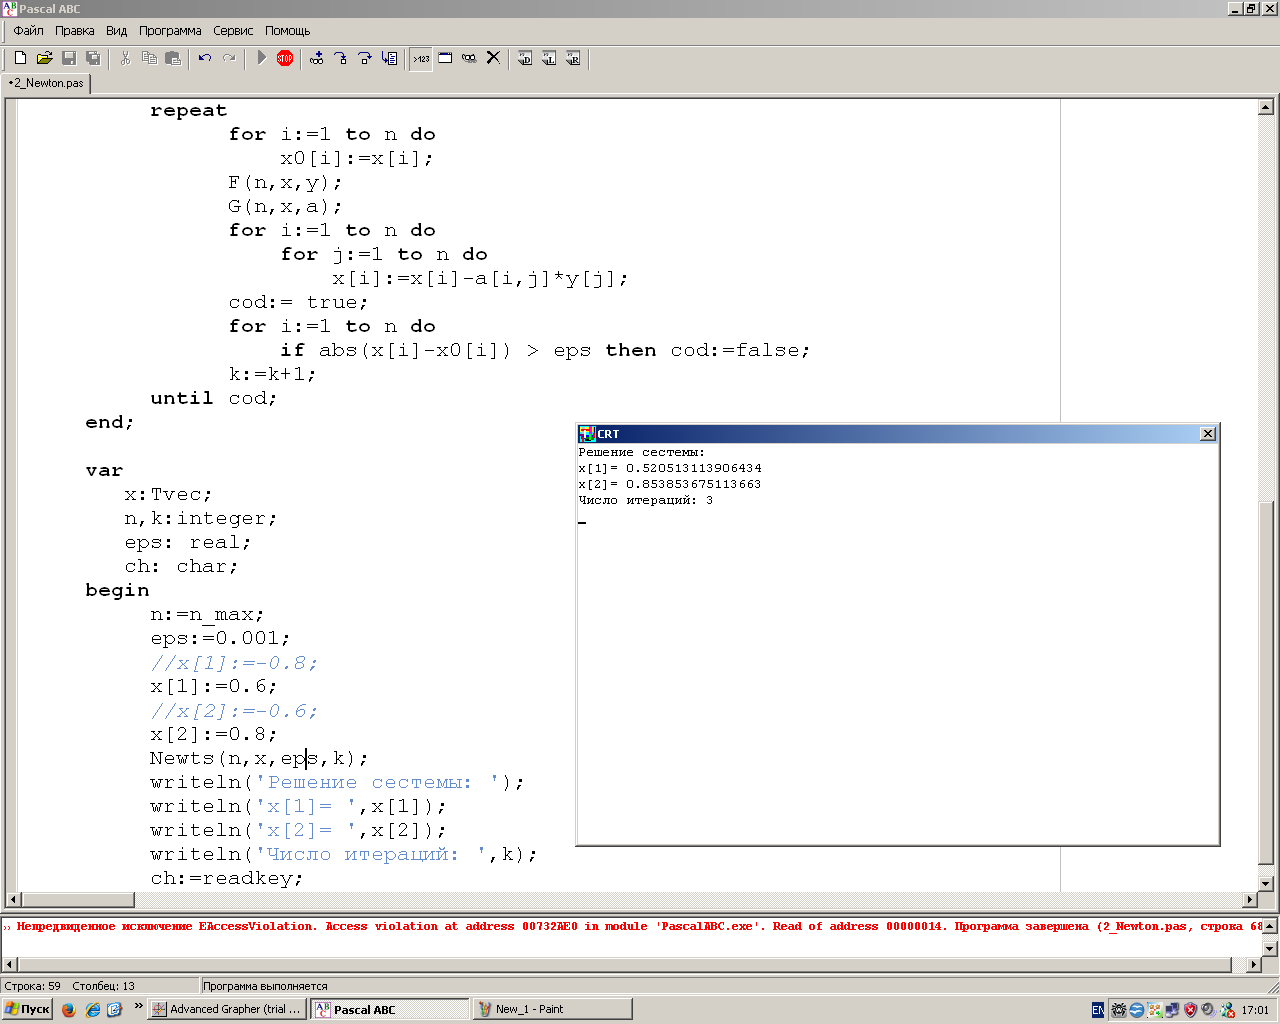 Pascal ABC
Файл Правка Вид Программа Сервис Помощь
STOP >123 D L R
•2_Newton.pas
repeat
for i:=1 to n do
x0[i]:=x[i];
F(n,x,y);
G(n,x,a);
for i:=1 to n do
for j:=1 to n do
x[i]:=x[i]-a[i,j]*y[j];
cod:= true;
for i:=1 to n do
if abs(x[i]-x0[i]) > eps then cod:=false;
k:=k+1;
until cod;
end;
var
x:Tvec;
n,k:integer;
eps: real;
ch: char;
begin
n:=n_max;
eps:=0.001;
//x[1]:=-0.8;
x[1]:=0.6;
//x[2]:=-0.6;
x[2]:=0.8;
Newts(n,x,eps,k);
writeln('Решение сестемы: ');
writeln('x[1]= ',x[1]);
writeln('x[2]= ',x[2]);
writeln('Число итераций: ',k);
ch:=readkey;
CRT
Решение сестемы:
x[1]= 0.520513113906434
x[2]= 0.853853675113663
Число итераций: 3
Непредвиденное исключение EAccessViolation. Access violation at address 00732AE0 in module 'PascalABC.exe'. Read of address 00000014. Программа завершена (2_Newton.pas, строка 68
Строка: 59 Столбец: 13 Программа выполняется
Пуск » Advanced Grapher (trial ... Pascal ABC New_1 - Paint EN 17:01